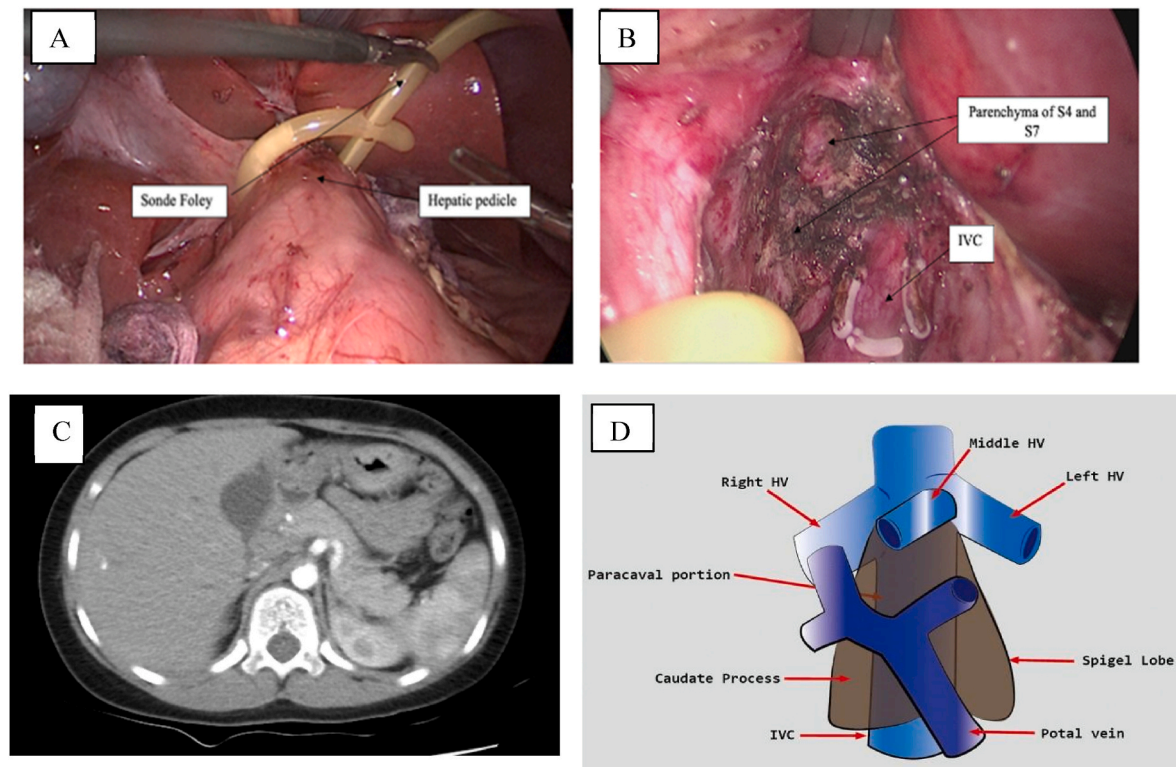 A
Sonde Foley
Hepatic pedicle
B
Parenchyma of S4 and
S7
IVC
C
D
Middle HV
Right HV
Left HV
Paracaval portion
Caudate Process
Spigel Lobe
IVC
Potal vein